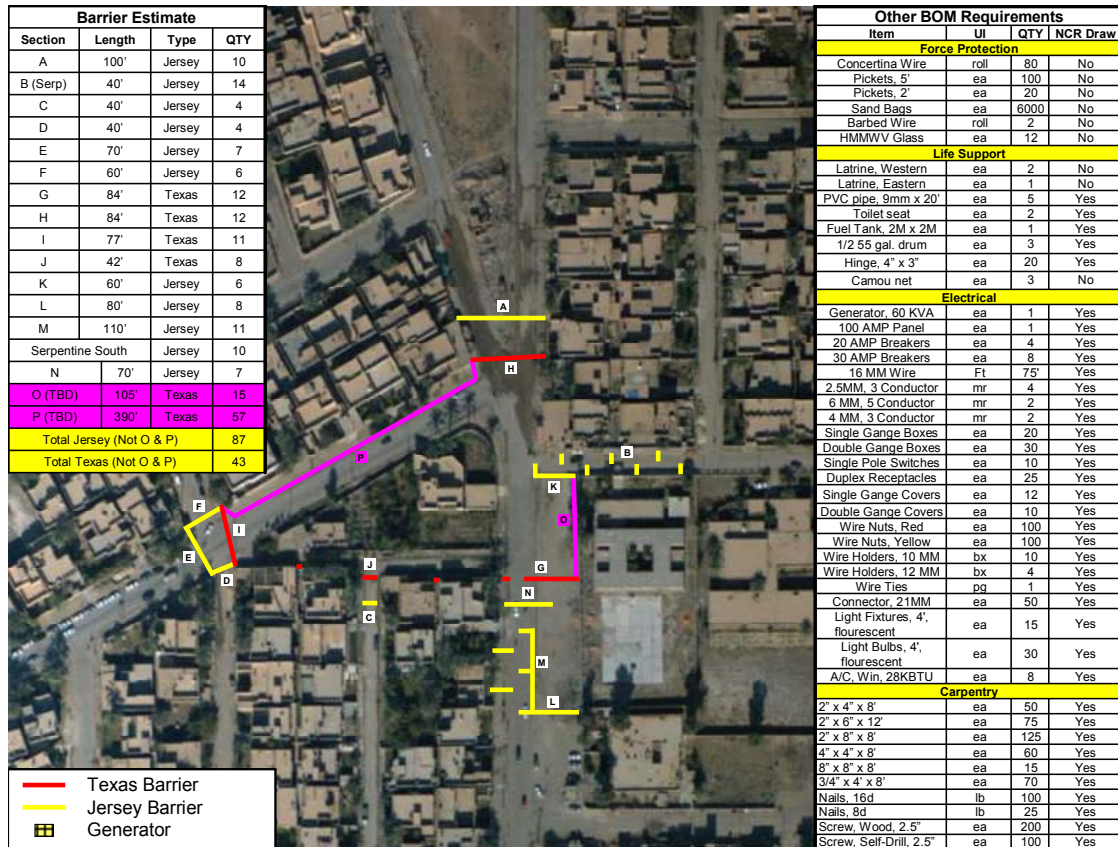 Barrier Estimate
Section Length Type QTY
A 100' Jersey 10
B (Serp) 40' Jersey 14
C 40' Jersey 4
D 40' Jersey 4
E 70' Jersey 7
F 60' Jersey 6
G 84' Texas 12
H 84' Texas 12
I 77' Texas 11
J 42' Texas 8
K 60' Jersey 6
L 80' Jersey 8
M 110' Jersey 11
Serpentine South Jersey 10
N 70' Jersey 7
O (TBD) 105' Texas 15
P (TBD) 390' Texas 57
Total Jersey (Not O & P) 87
Total Texas (Not O & P) 43
A
H
B
P
K
F
O
I
E
J
G
D
N
C
M
L
Texas Barrier
Jersey Barrier
Generator
Other BOM Requirements
Item UI QTY NCR Draw
Force Protection
Concertina Wire roll 80 No
Pickets, 5' ea 100 No
Pickets, 2' ea 20 No
Sand Bags ea 6000 No
Barbed Wire roll 2 No
HMMWV Glass ea 12 No
Life Support
Latrine, Western ea 2 No
Latrine, Eastern ea 1 No
PVC pipe, 9mm x 20' ea 5 Yes
Toilet seat ea 2 Yes
Fuel Tank, 2M x 2M ea 1 Yes
1/2 55 gal. drum ea 3 Yes
Hinge, 4” x 3” ea 20 Yes
Camou net ea 3 No
Electrical
Generator, 60 KVA ea 1 Yes
100 AMP Panel ea 1 Yes
20 AMP Breakers ea 4 Yes
30 AMP Breakers ea 8 Yes
16 MM Wire Ft 75' Yes
2.5MM, 3 Conductor mr 4 Yes
6 MM, 5 Conductor mr 2 Yes
4 MM, 3 Conductor mr 2 Yes
Single Gange Boxes ea 20 Yes
Double Gange Boxes ea 30 Yes
Single Pole Switches ea 10 Yes
Duplex Receptacles ea 25 Yes
Single Gange Covers ea 12 Yes
Double Gange Covers ea 10 Yes
Wire Nuts, Red ea 100 Yes
Wire Nuts, Yellow ea 100 Yes
Wire Holders, 10 MM bx 10 Yes
Wire Holders, 12 MM bx 4 Yes
Wire Ties pg 1 Yes
Connector, 21MM ea 50 Yes
Light Fixtures, 4',
flourescent ea 15 Yes
Light Bulbs, 4',
flourescent ea 30 Yes
A/C, Win, 28KBTU ea 8 Yes
Carpentry
2” x 4” x 8' ea 50 Yes
2” x 6” x 12' ea 75 Yes
2” x 8” x 8' ea 125 Yes
4” x 4” x 8' ea 60 Yes
8” x 8” x 8' ea 15 Yes
3/4” x 4' x 8' ea 70 Yes
Nails, 16d lb 100 Yes
Nails, 8d lb 25 Yes
Screw, Wood, 2.5” ea 200 Yes
Screw, Self-Drill, 2.5” ea 100 Yes